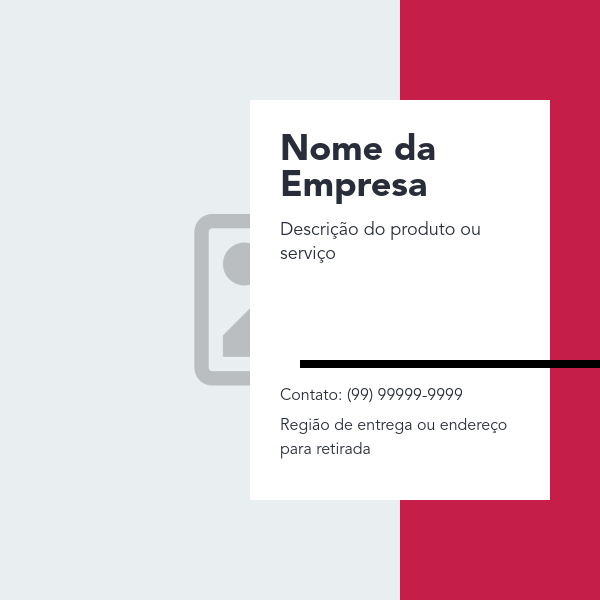 Nome da
Empresa
Descrição do produto ou
serviço
Contato: (99) 99999-9999
Região de entrega ou endereço
para retirada